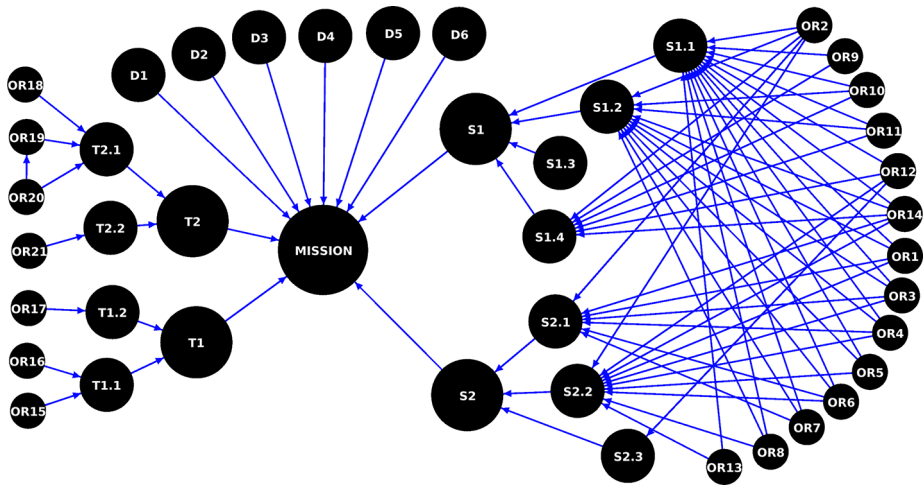 D1
D2
D3
D4
D5
D6
S1.1
OR2
OR9
OR10
OR11
OR12
OR14
OR1
OR3
OR4
OR5
OR6
OR7
OR8
OR13
S1.2
S1
S1.3
S1.4
OR18
OR19
OR20
OR21
T2.1
T2.2
T2
MISSION
OR17
OR16
OR15
T1.2
T1.1
T1
S2.1
S2.2
S2
S2.3